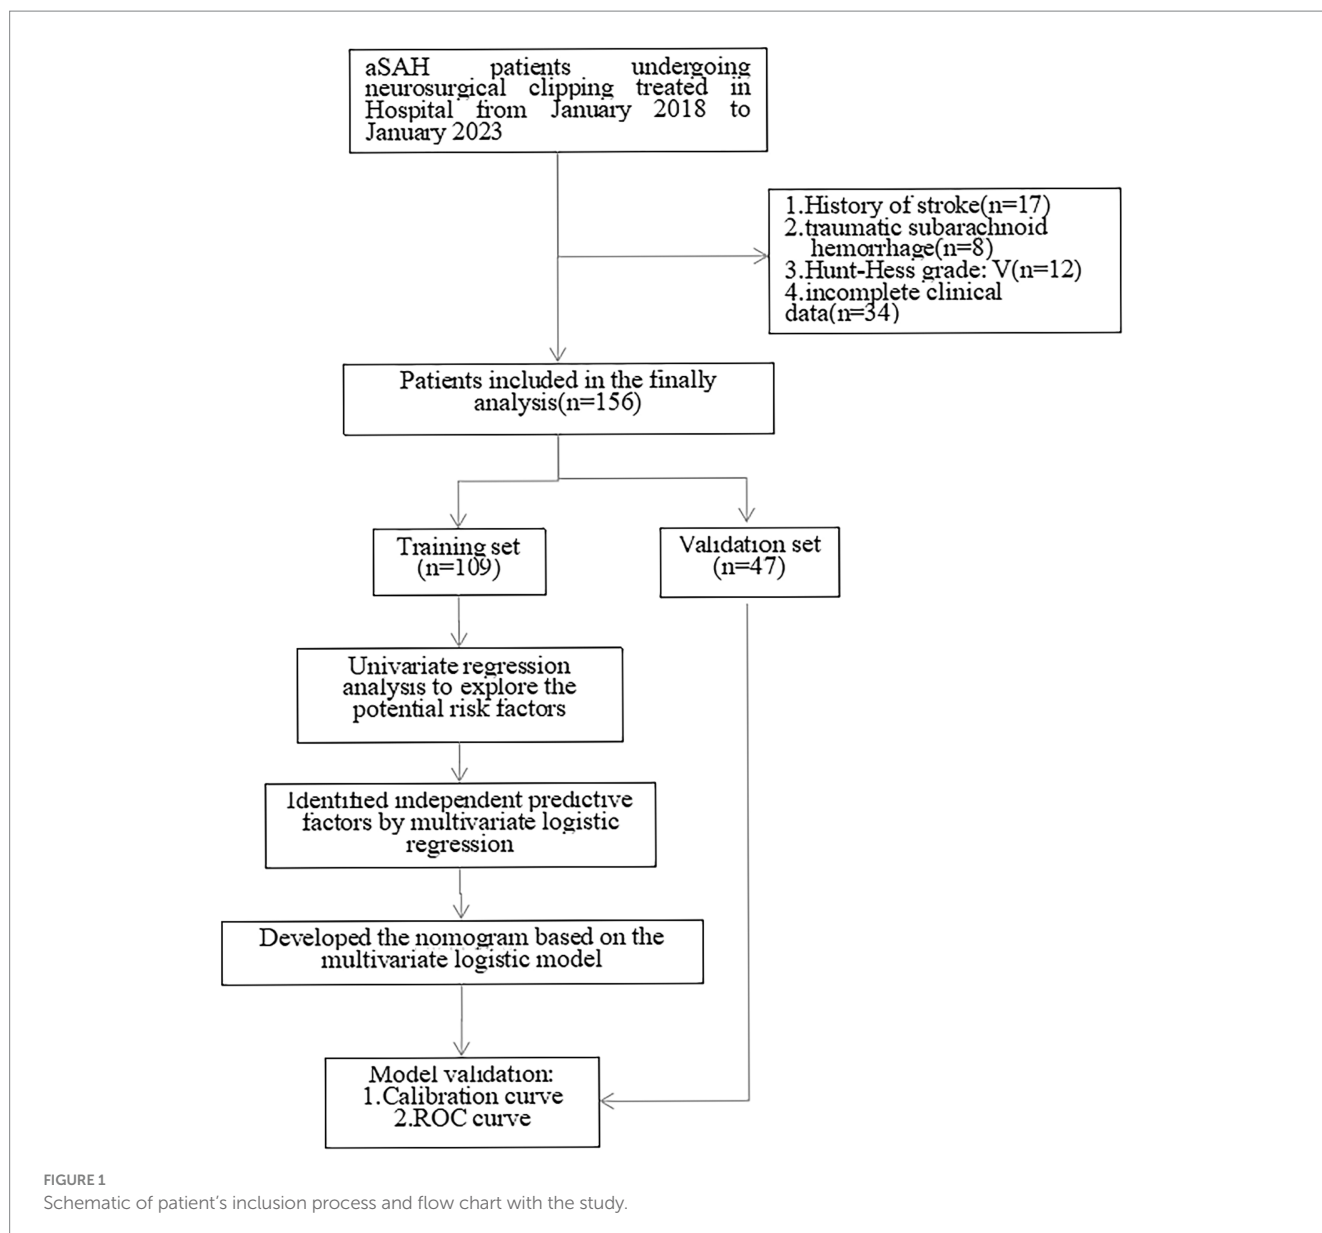 aSAH patients undergoing
neurosurgical clipping treated in
Hospital from January 2018 to
January 2023
1.History of stroke(n=17)
2.traumatic subarachnoid
hemorrhage(n=8)
3.Hunt-Hess grade: V(n=12)
4.incomplete clinical
data(n=34)
Patients included in the finally
analysis(n=156)
Training set
(n=109)
Validation set
(n=47)
Univariate regression
analysis to explore the
potential risk factors
Identified independent predictive
factors by multivariate logistic
regression
Developed the nomogram based on the
multivariate logistic model
Model validation:
1.Calibration curve
2.ROC curve
FIGURE 1
Schematic of patient's inclusion process and flow chart with the study.